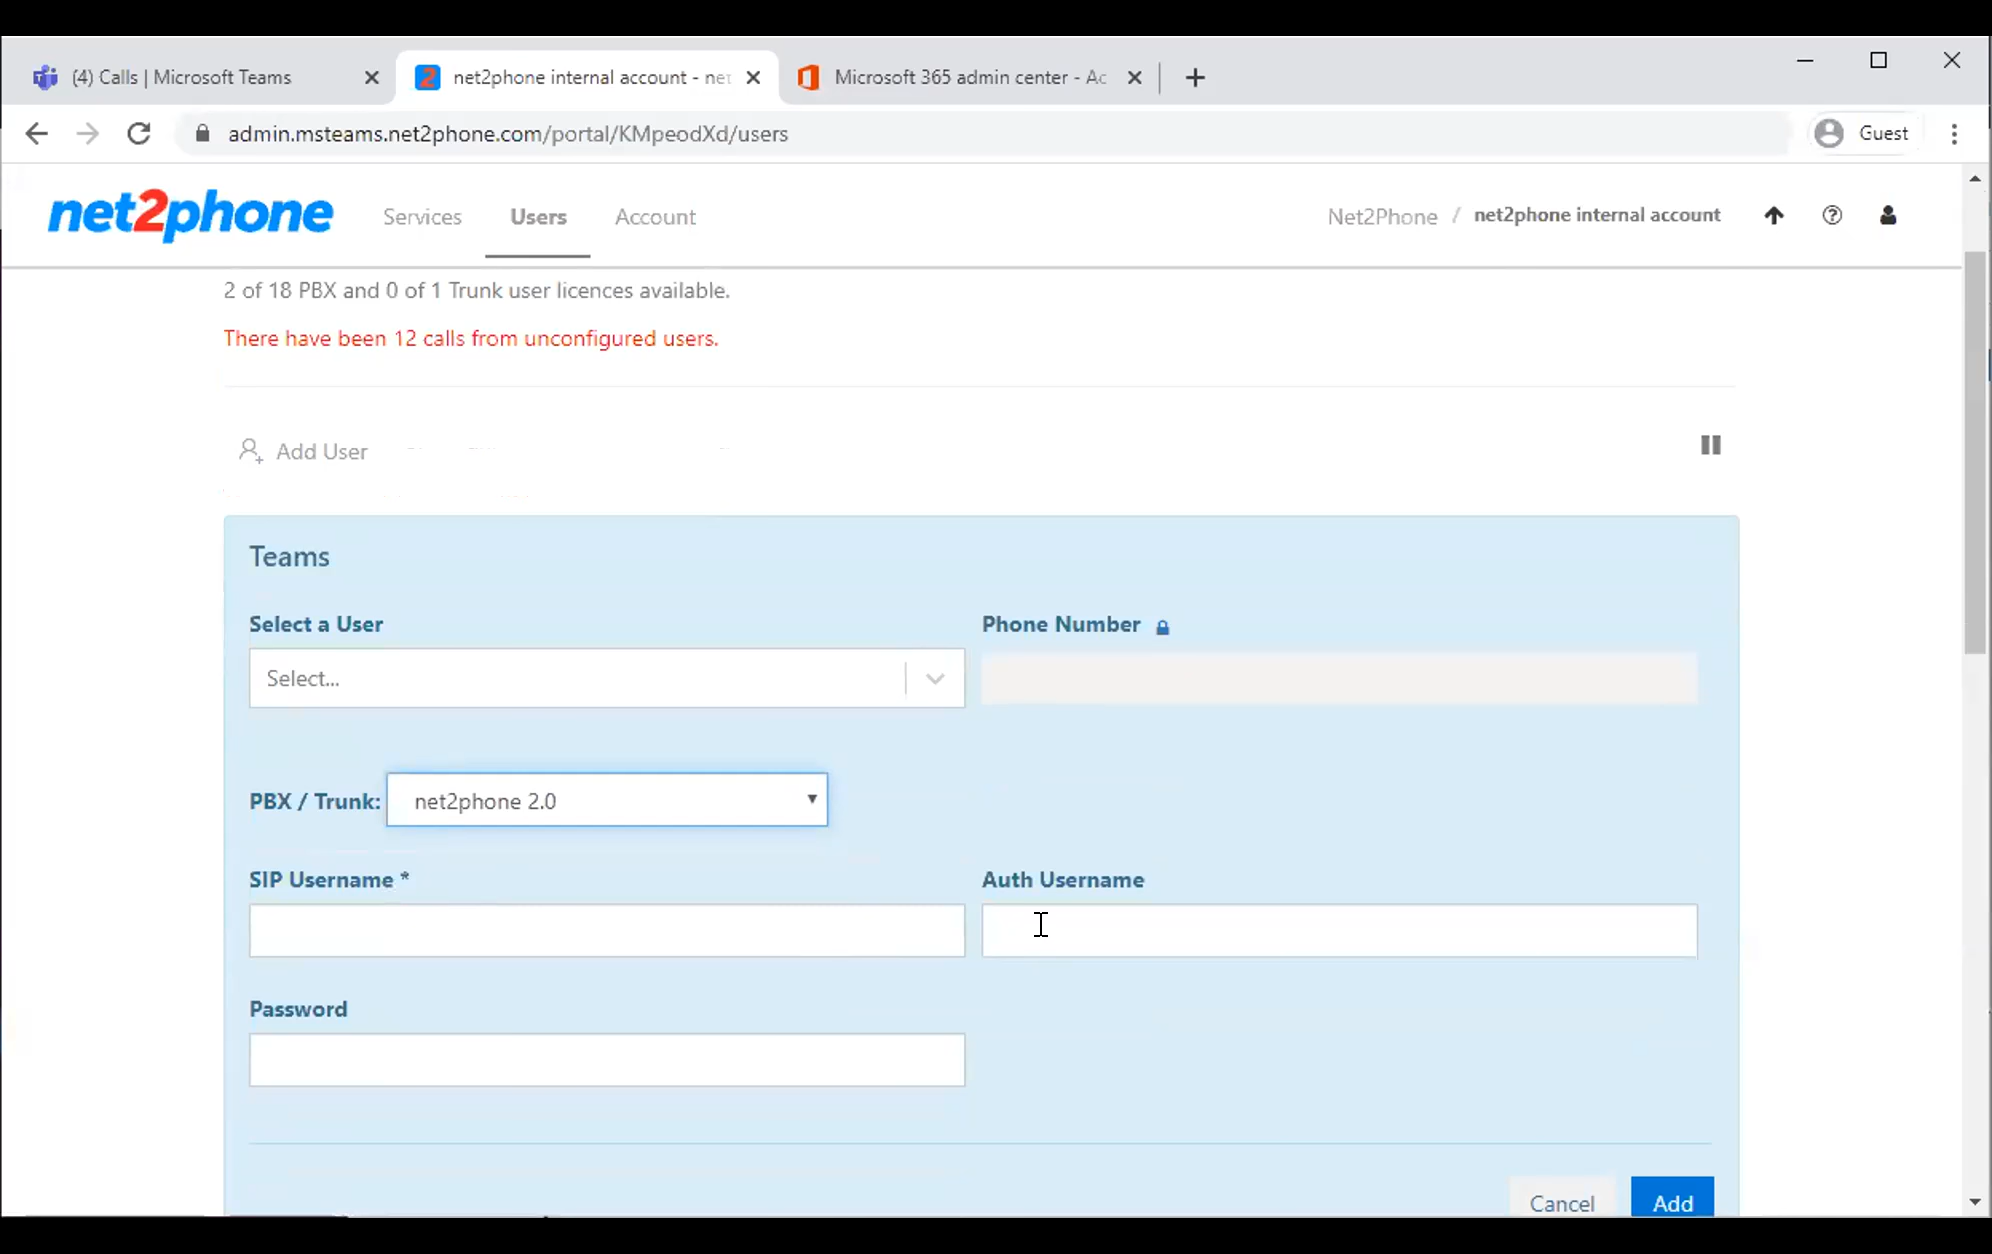 (4) Calls | Microsoft Teams
net2phone internal account - net
Microsoft 365 admin center - Ac
admin.msteams.net2phone.com/portal/KMpeodXd/users
Guest
net2phone
Services
Users
Account
Net2Phone / net2phone internal account
2 of 18 PBX and 0 of 1 Trunk user licences available.
There have been 12 calls from unconfigured users.
Add User
Teams
Select a User
Phone Number
Select...
PBX / Trunk: net2phone 2.0
SIP Username *
Auth Username
Password
Cancel
Add